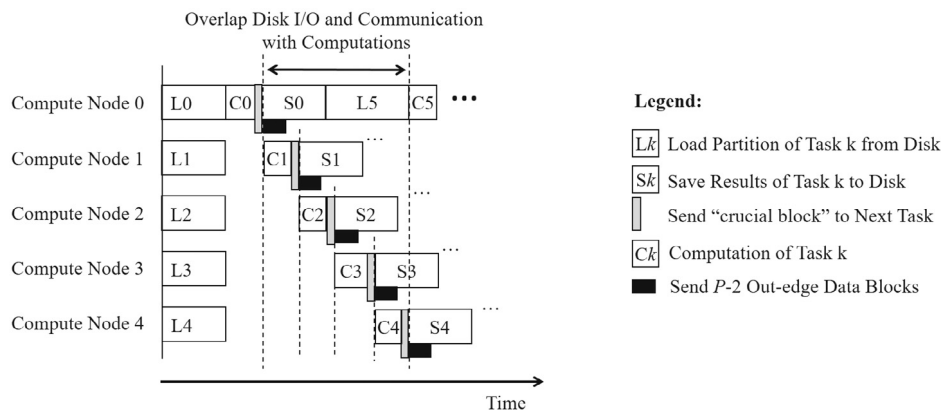 Overlap Disk I/O and Communication
with Computations
Compute Node 0
L0
C0
S0
L5
C5
•••
Compute Node 1
L1
C1
S1
...
Compute Node 2
L2
C2
S2
...
Compute Node 3
L3
C3
S3
...
Compute Node 4
L4
C4
S4
...
Time
Legend:
Lk Load Partition of Task k from Disk
Sk Save Results of Task k to Disk
Send “crucial block” to Next Task
Ck Computation of Task k
Send P-2 Out-edge Data Blocks